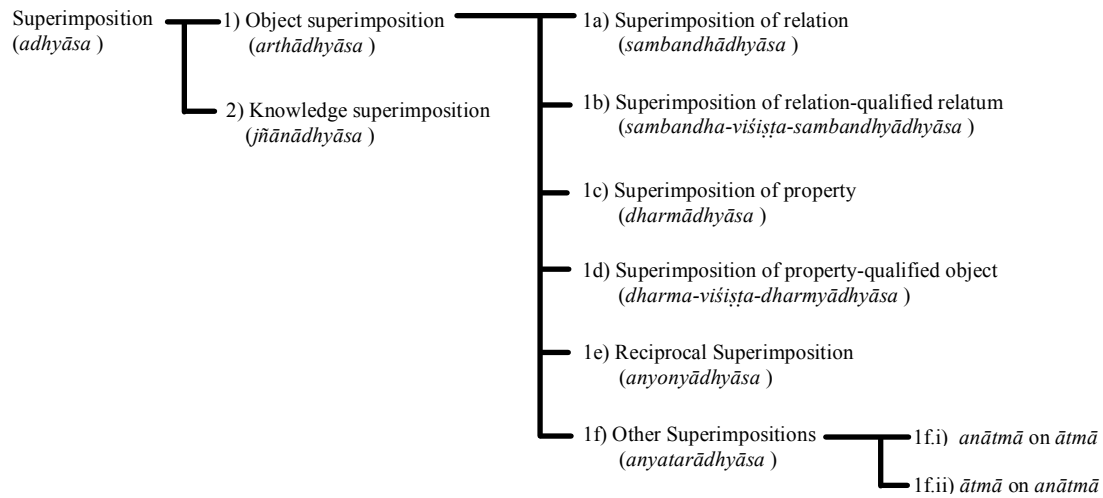 Superimposition
(adhyāsa )
1) Object superimposition
(arthādhyāsa )
2) Knowledge superimposition
(jñānādhyāsa )
1a) Superimposition of relation
(sambandhādhyāsa )
1b) Superimposition of relation-qualified relatum
(sambandha-viśiṣṭa-sambandhyādhyāsa )
1c) Superimposition of property
(dharmādhyāsa )
1d) Superimposition of property-qualified object
(dharma-viśiṣṭa-dharmyādhyāsa )
1e) Reciprocal Superimposition
(anyonyādhyāsa )
1f) Other Superimpositions
(anyatarādhyāsa )
1f.i) anātmā on ātmā
1f.ii) ātmā on anātmā